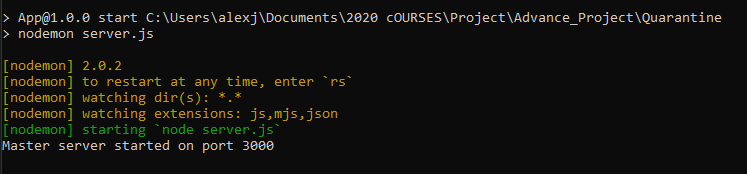 > App@1.0.0 start C:\Users\alexj\Documents\2020 cOURSES\Project\Advance_Project\Quarantine
> nodemon server.js
[nodemon] 2.0.2
[nodemon] to restart at any time, enter `rs`
[nodemon] watching dir(s): *.*
[nodemon] watching extensions: js,mjs,json
[nodemon] starting `node server.js`
Master server started on port 3000